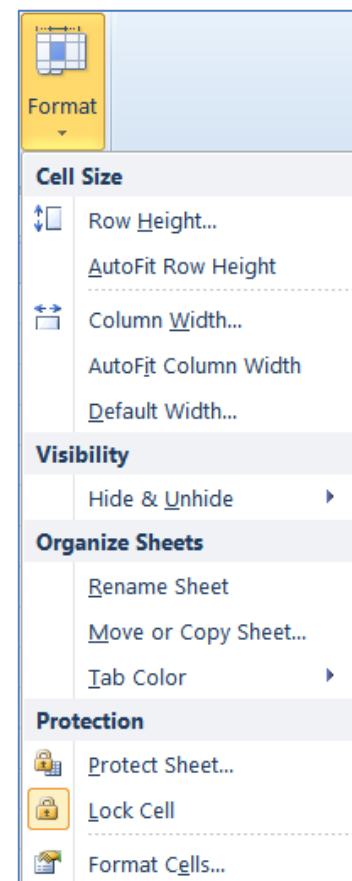 Format
Cell Size
Row Height...
AutoFit Row Height
Column Width...
AutoFit Column Width
Default Width...
Visibility
Hide & Unhide
Organize Sheets
Rename Sheet
Move or Copy Sheet...
Tab Color
Protection
Protect Sheet...
Lock Cell
Format Cells...